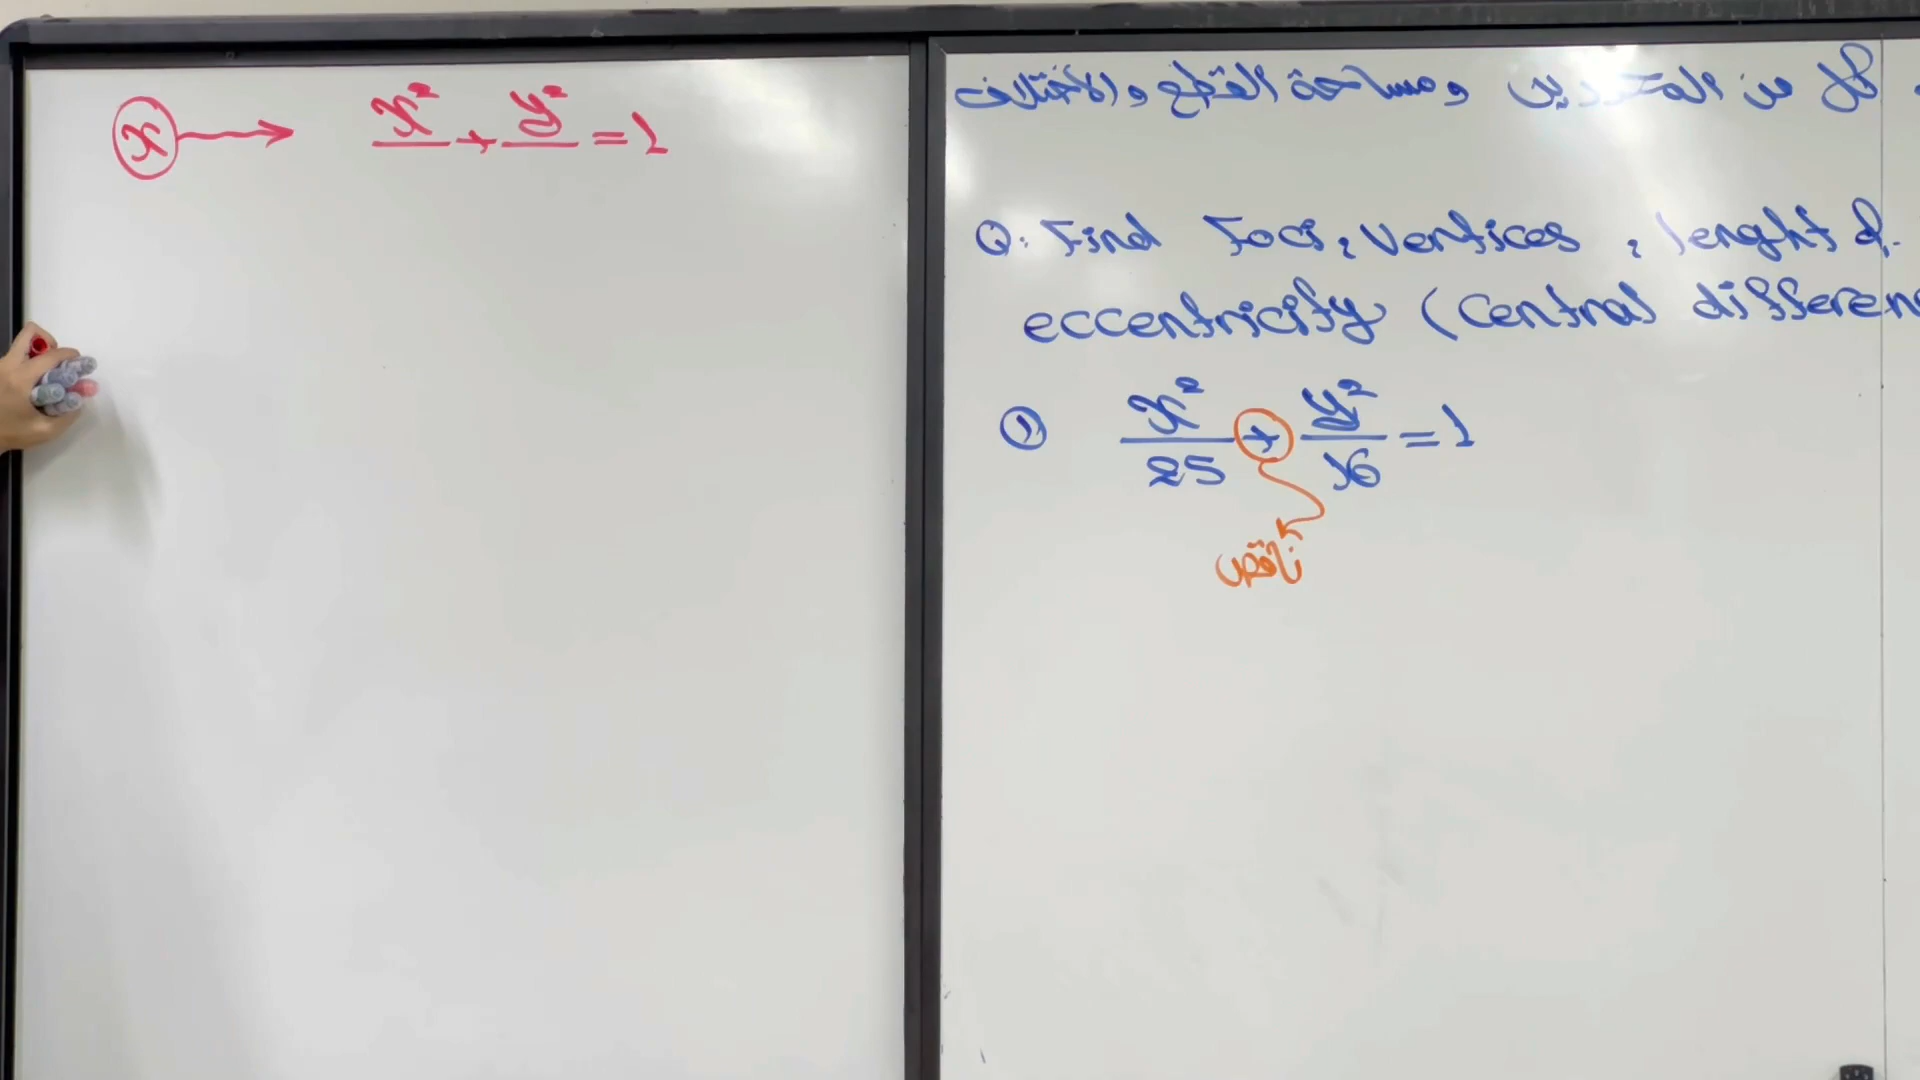 x → x² + y² = 1
كل من المحورين ومساحة القطع والاختلاف
Q: Find Foci, Vertices, lenght of
eccentricity (Central differen
① x²/25 + y²/16 = 1
ناقص